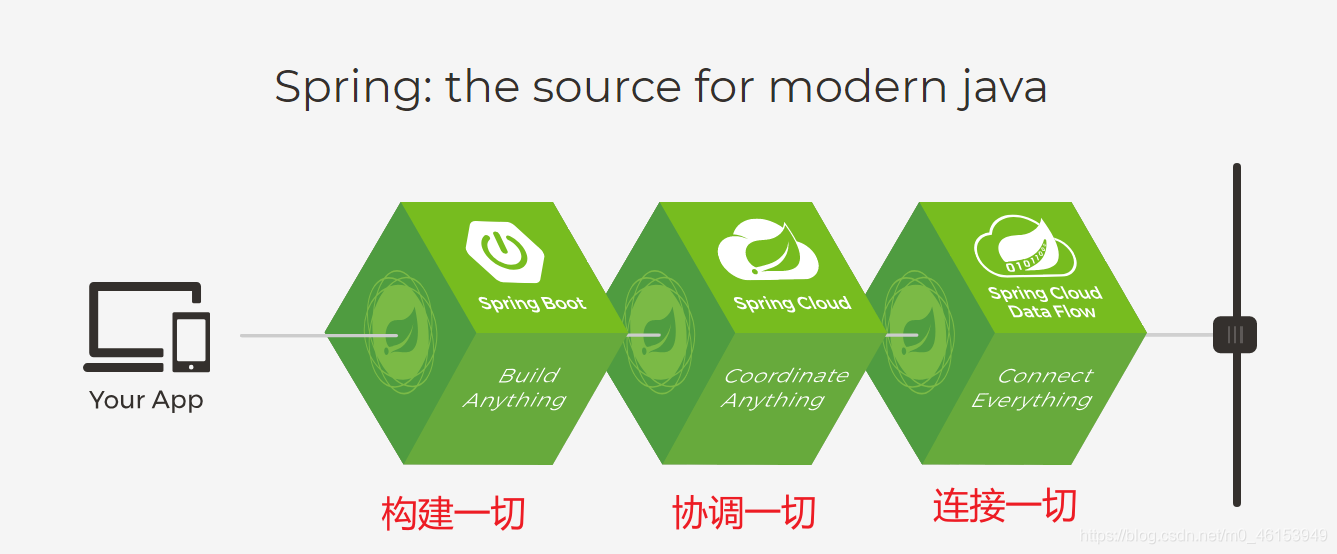 Spring: the source for modern java
Your App
Spring Boot
Build
Anything
构建一切
Spring Cloud
Coordinate
Anything
协调一切
Spring Cloud
Data Flow
Connect
Everything
连接一切
https://blog.csdn.net/m0_46153949